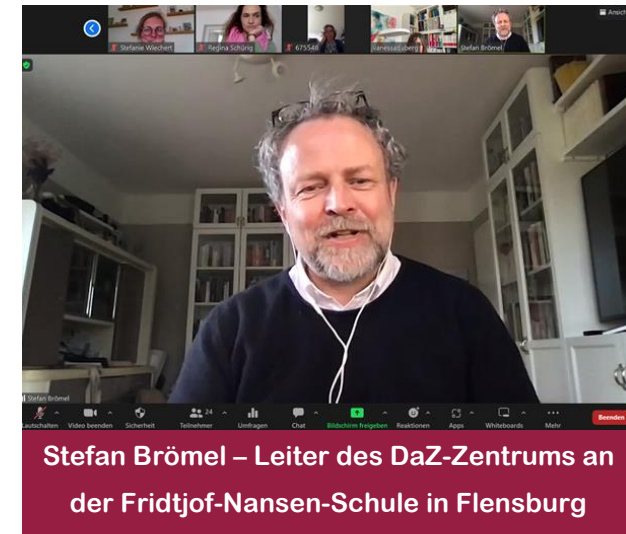 Ansicht
Stefanie Wiechert
Regina Schürig
675548
Stefan Brömel
Stefan Brömel
Lautschalten
Video beenden
Sicherheit
24
Teilnehmer
Umfragen
Chat
Bildschirm freigeben
Reaktionen
Apps
Whiteboards
Mehr
Beenden
Stefan Brömel – Leiter des DaZ-Zentrums an
der Fridtjof-Nansen-Schule in Flensburg